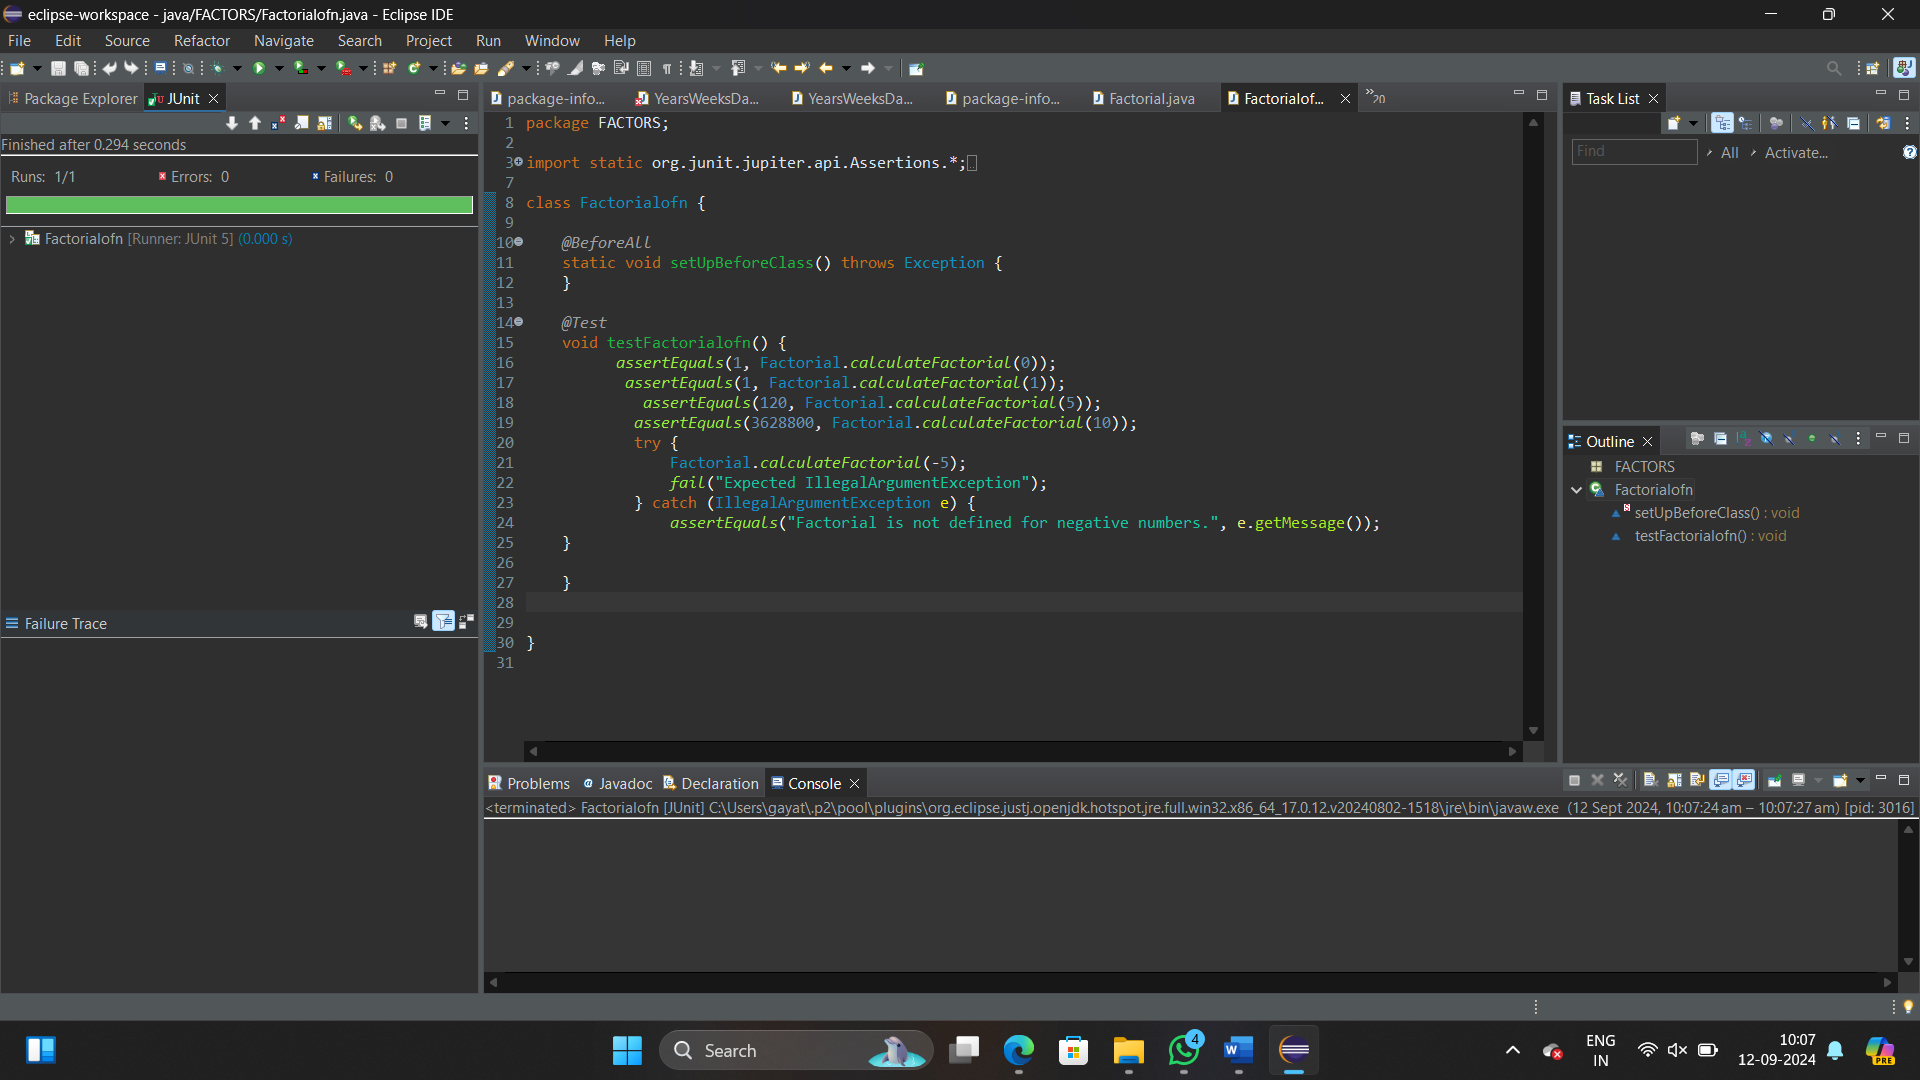 eclipse-workspace - java/FACTORS/Factorialofn.java - Eclipse IDE
File Edit Source Refactor Navigate Search Project Run Window Help
Package Explorer JUnit
Finished after 0.294 seconds
Runs: 1/1 Errors: 0 Failures: 0
Factorialofn [Runner: JUnit 5] (0.000 s)
Failure Trace
package-info... YearsWeeksDa... YearsWeeksDa... package-info... Factorial.java Factorialof... »20
1 package FACTORS;
2
3 import static org.junit.jupiter.api.Assertions.*;
7
8 class Factorialofn {
9
10 @BeforeAll
11 static void setUpBeforeClass() throws Exception {
12 }
13
14 @Test
15 void testFactorialofn() {
16 assertEquals(1, Factorial.calculateFactorial(0));
17 assertEquals(1, Factorial.calculateFactorial(1));
18 assertEquals(120, Factorial.calculateFactorial(5));
19 assertEquals(3628800, Factorial.calculateFactorial(10));
20 try {
21 Factorial.calculateFactorial(-5);
22 fail("Expected IllegalArgumentException");
23 } catch (IllegalArgumentException e) {
24 assertEquals("Factorial is not defined for negative numbers.", e.getMessage());
25 }
26
27 }
28
29
30 }
31
Task List
Find All Activate...
Outline
FACTORS
Factorialofn
setUpBeforeClass() : void
testFactorialofn() : void
Problems Javadoc Declaration Console
<terminated> Factorialofn [JUnit] C:\Users\gayat\.p2\pool\plugins\org.eclipse.justj.openjdk.hotspot.jre.full.win32.x86_64_17.0.12.v20240802-1518\jre\bin\javaw.exe (12 Sept 2024, 10:07:24 am – 10:07:27 am) [pid: 3016]
Search
4
ENG
IN
10:07
12-09-2024
PRE